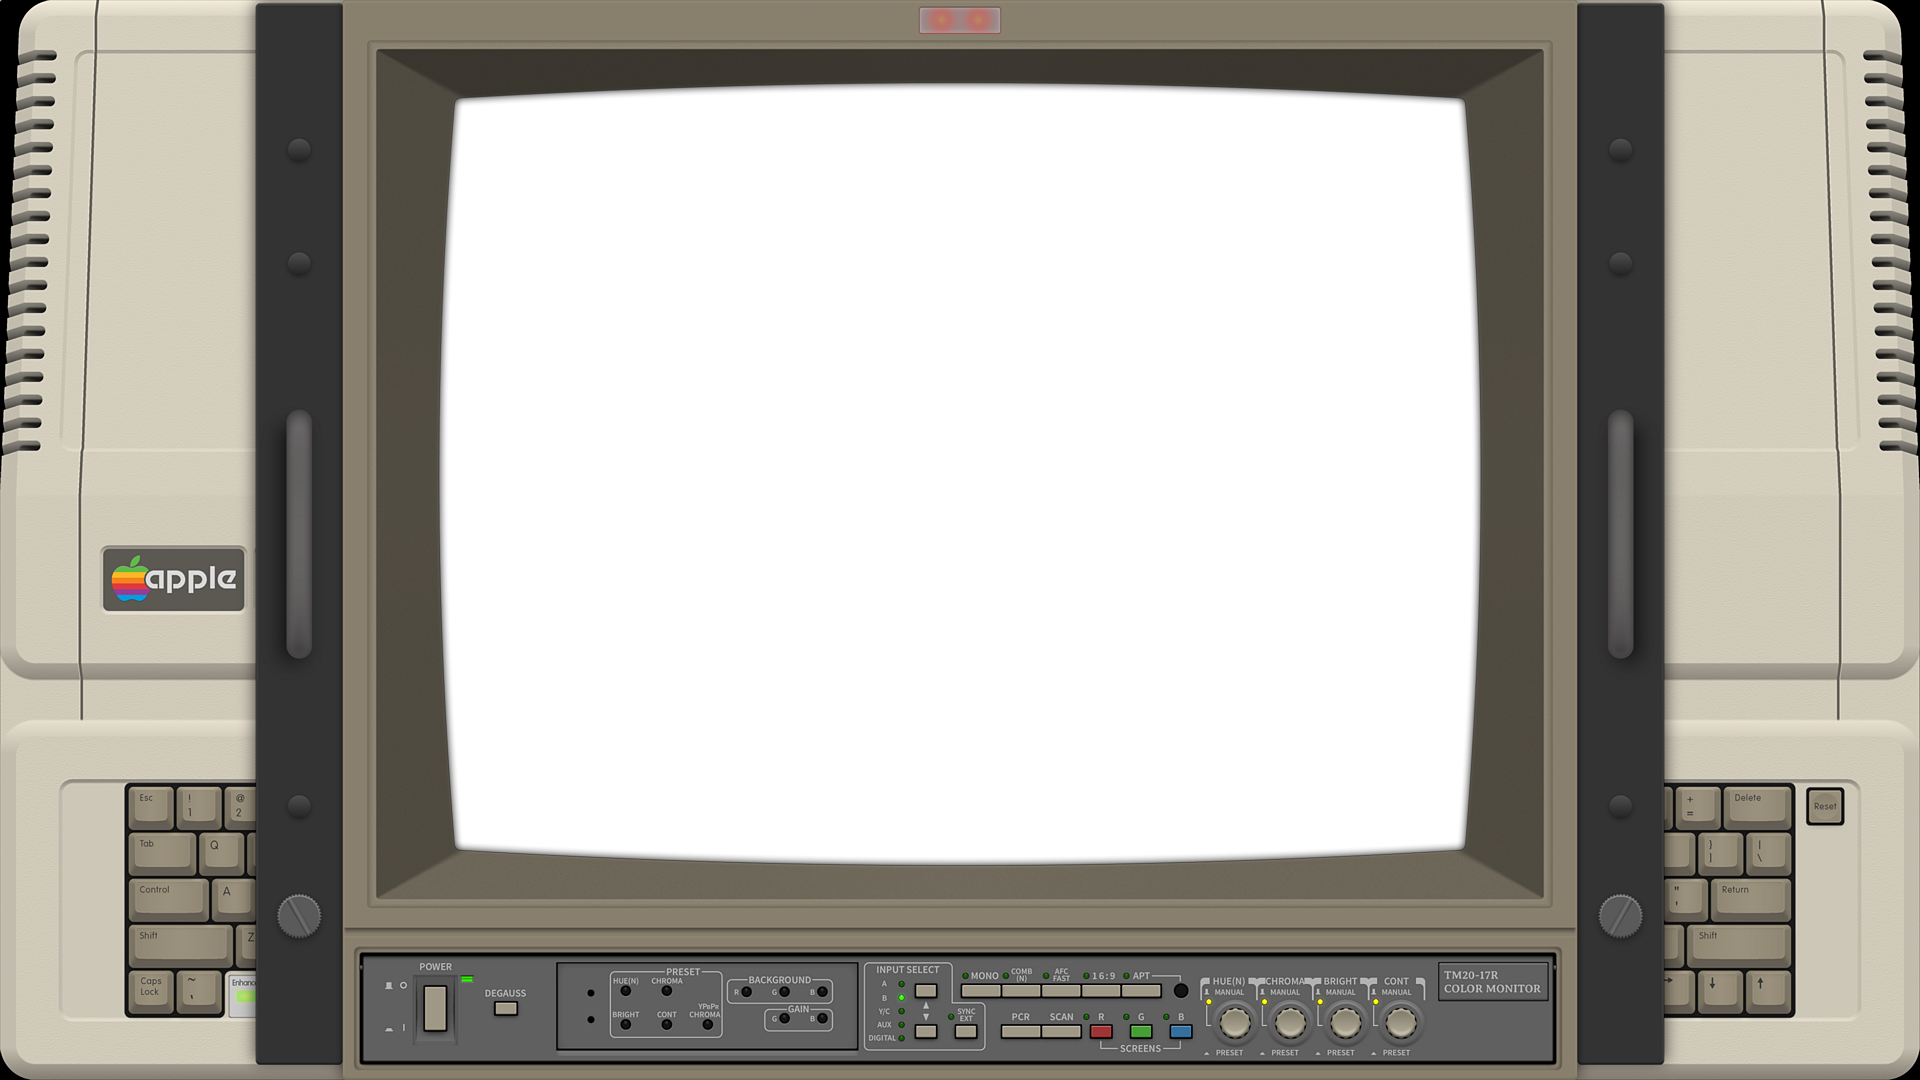 apple
Esc
!
1
@
2
Tab
Q
Control
A
Shift
Z
Caps
Lock
~
Enhanc
+
=
Delete
Reset
}
]
|
\
"
'
Return
Shift
→
↓
↑
POWER
O
I
DEGAUSS
PRESET
HUE(N)
CHROMA
BRIGHT
CONT
YPBPR
CHROMA
BACKGROUND
R
G
B
GAIN
G
B
INPUT SELECT
A
B
Y/C
AUX
DIGITAL
SYNC
EXT
MONO
COMB
(N)
AFC
FAST
16:9
APT
PCR
SCAN
R
G
B
SCREENS
HUE(N)
CHROMA
BRIGHT
CONT
MANUAL
MANUAL
MANUAL
MANUAL
PRESET
PRESET
PRESET
PRESET
TM20-17R
COLOR MONITOR